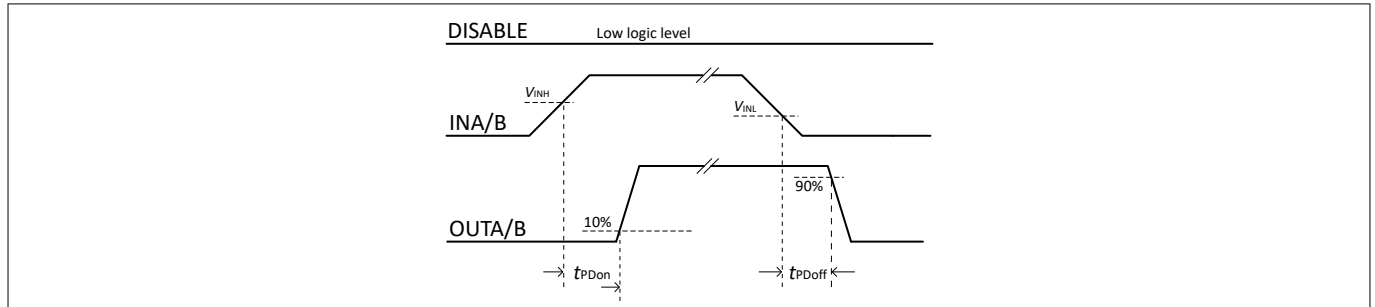 DISABLE Low logic level
VINH
VINL
INA/B
90%
10%
OUTA/B
tPDon tPDoff